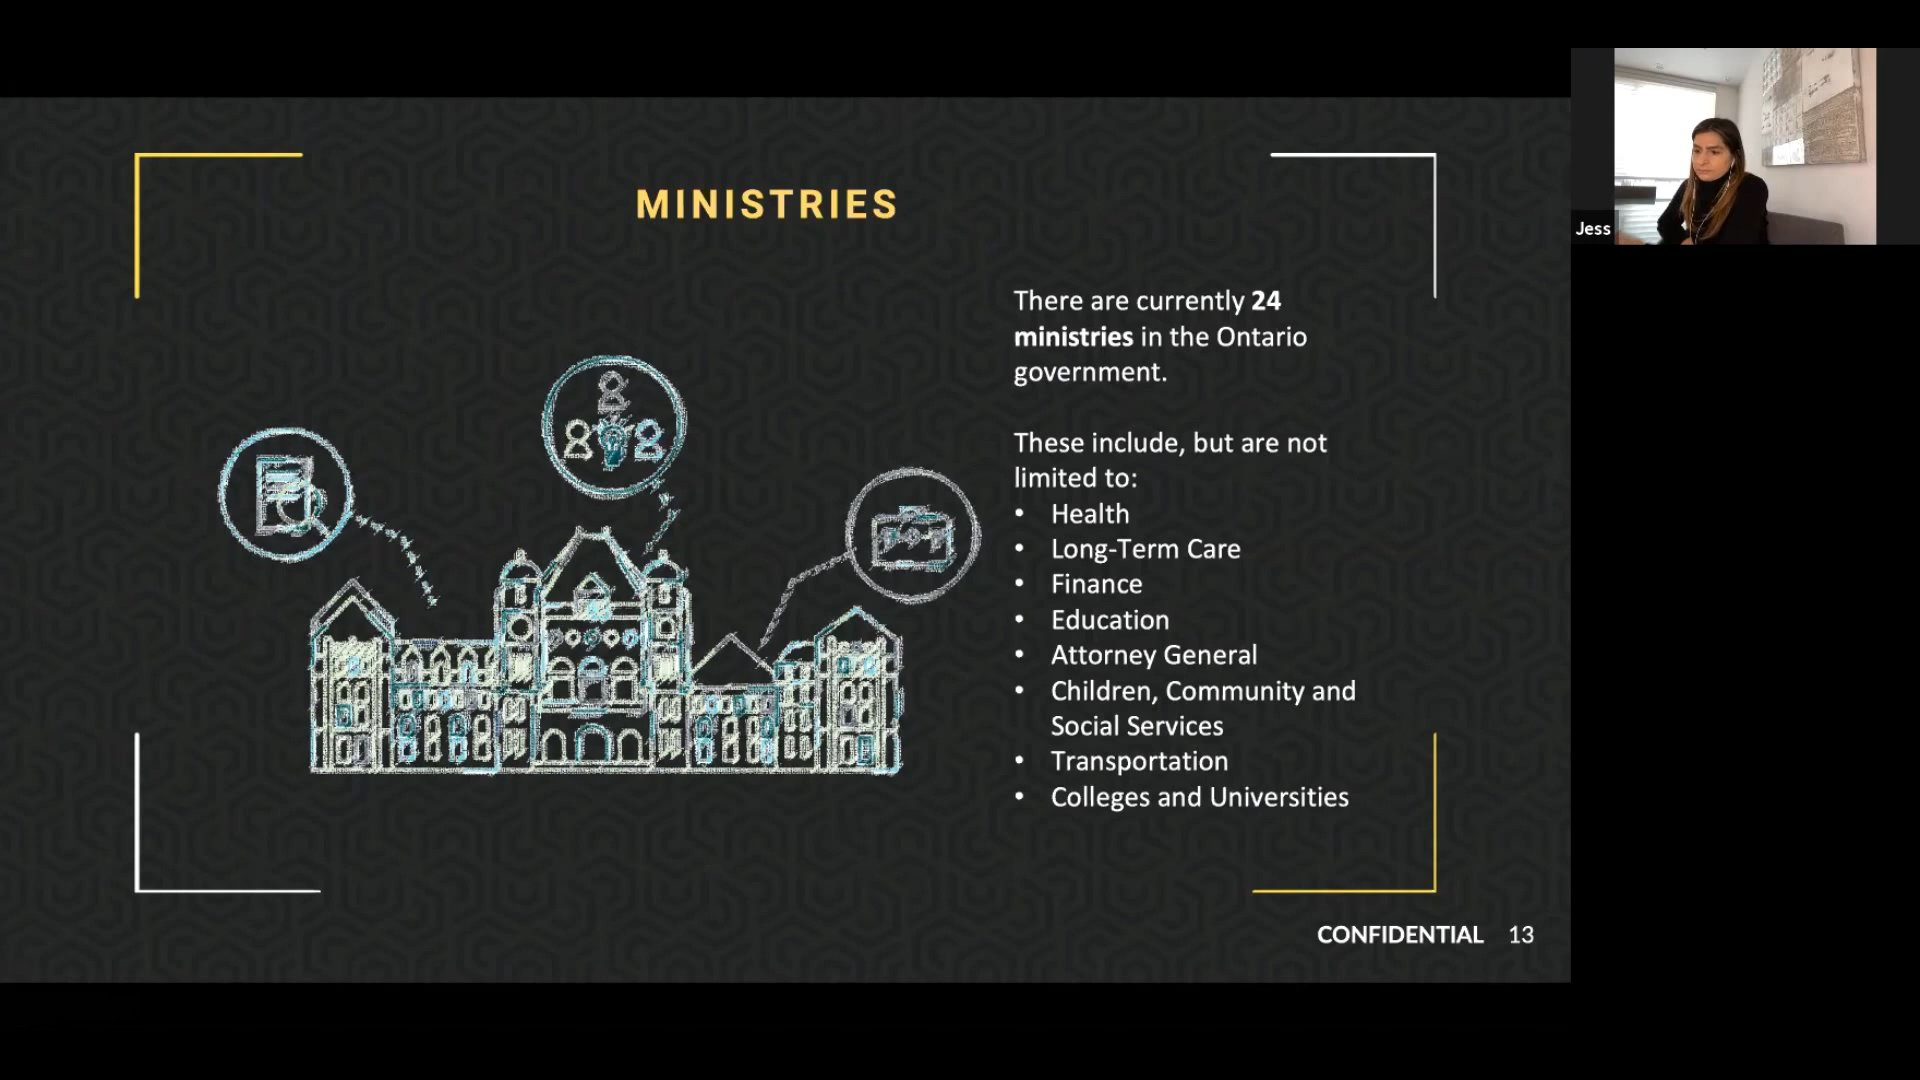 MINISTRIES
There are currently 24
ministries in the Ontario
government.
These include, but are not
limited to:
• Health
• Long-Term Care
• Finance
• Education
• Attorney General
• Children, Community and
Social Services
• Transportation
• Colleges and Universities
CONFIDENTIAL 13
Jess